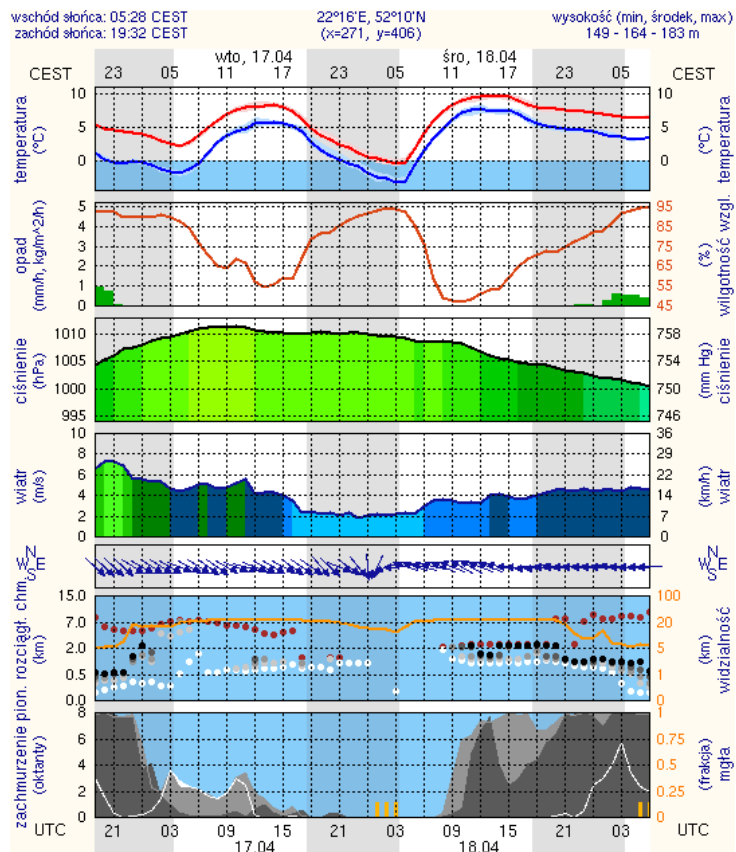 wschód słońca: 05:28 CEST 22°16'E, 52°10'N wysokość (min, środek, max)
zachód słońca: 19:32 CEST (x=271, y=406) 149 - 164 - 183 m
wto, 17.04 śro, 18.04
CEST 23 05 11 17 23 05 11 17 23 05 CEST
temperatura (°C) 10 5 0 10 5 0 (°C) temperatura
opad (mm/h, kg/m^2/h) 5 4 3 2 1 0 95 85 75 65 55 45 (%) wilgotność wzgl.
ciśnienie (hPa) 1010 1005 1000 995 758 754 750 746 (mm Hg) ciśnienie
wiatr (m/s) 10 8 6 4 2 0 36 29 22 14 7 0 (km/h) wiatr
N W E S N W E S
pion. rozciągł. chm. (km) 15.0 7.0 2.0 0.5 0.0 100 20 5 1 0 (km) widzialność
zachmurzenie (oktanty) 8 6 4 2 0 1 0.75 0.5 0.25 0 (frakcja) mgła
UTC 21 03 09 15 21 03 09 15 21 03 UTC
17.04 18.04